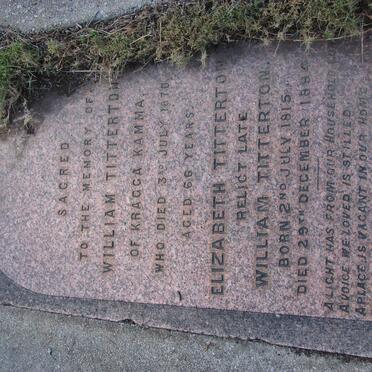 SACRED
TO THE MEMORY OF
WILLIAM TITTERTON
OF KRAGGA KAMMA
WHO DIED 3RD JULY 1870
AGED 66 YEARS.
ELIZABETH TITTERTON
RELICT LATE
WILLIAM TITTERTON
BORN 2ND JULY 1815
DIED 29TH DECEMBER
A LIGHT WAS FROM OUR HOUSEHOLD
A VOICE WE LOVED IS STILLED
A PLACE IS VACANT IN OUR HOME